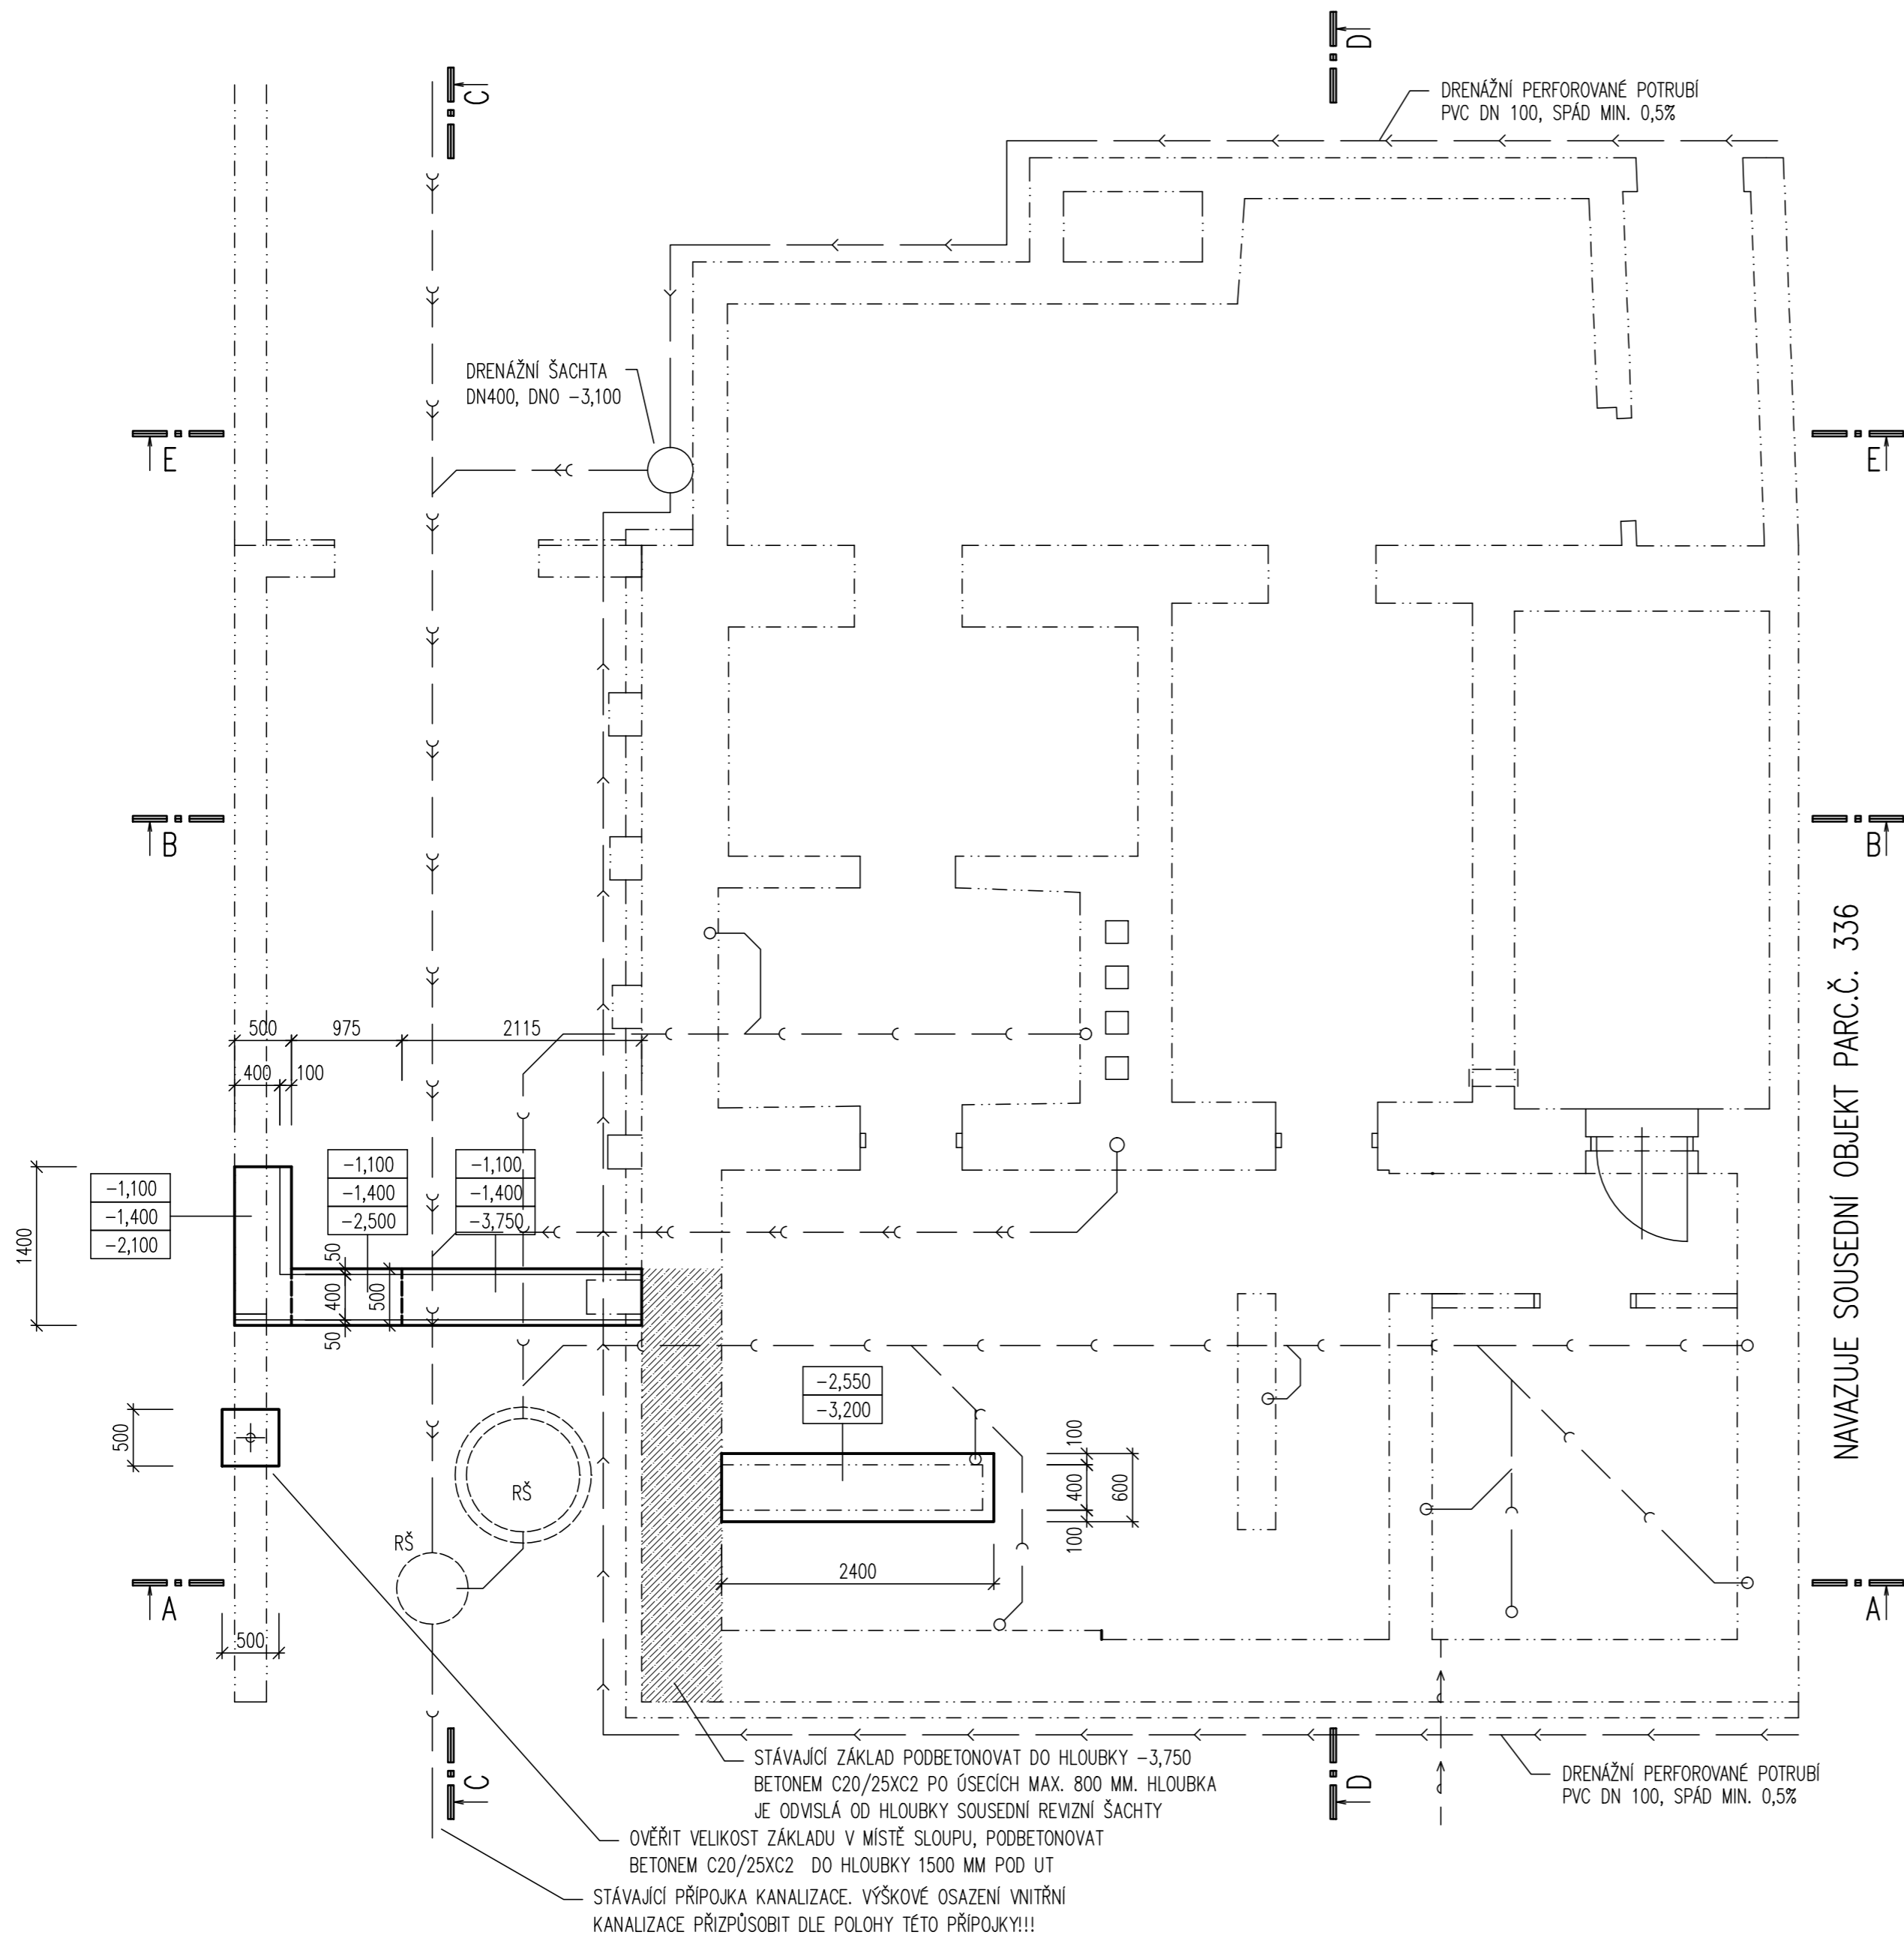 D
C
DRENÁŽNÍ PERFOROVANÉ POTRUBÍ
PVC DN 100, SPÁD MIN. 0,5%
DRENÁŽNÍ ŠACHTA
DN400, DNO -3,100
E
E
B
B
NAVAZUJE SOUSEDNÍ OBJEKT PARC.Č. 336
500
975
2115
400
100
1400
-1,100
-1,400
-2,100
-1,100
-1,400
-2,500
-1,100
-1,400
-3,750
50
400
500
50
-2,550
-3,200
500
100
400
600
100
RŠ
RŠ
2400
A
A
500
C
D
STÁVAJÍCÍ ZÁKLAD PODBETONOVAT DO HLOUBKY -3,750
BETONEM C20/25XC2 PO ÚSECÍCH MAX. 800 MM. HLOUBKA
JE ODVISLÁ OD HLOUBKY SOUSEDNÍ REVIZNÍ ŠACHTY
DRENÁŽNÍ PERFOROVANÉ POTRUBÍ
PVC DN 100, SPÁD MIN. 0,5%
OVĚŘIT VELIKOST ZÁKLADU V MÍSTĚ SLOUPU, PODBETONOVAT
BETONEM C20/25XC2 DO HLOUBKY 1500 MM POD UT
STÁVAJÍCÍ PŘÍPOJKA KANALIZACE. VÝŠKOVÉ OSAZENÍ VNITŘNÍ
KANALIZACE PŘIZPŮSOBIT DLE POLOHY TÉTO PŘÍPOJKY!!!